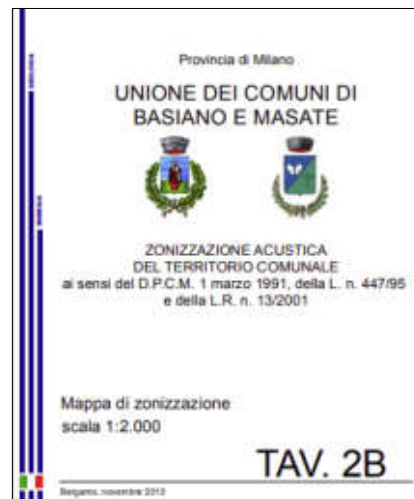 Provincia di Milano
UNIONE DEI COMUNI DI
BASIANO E MASATE
ZONIZZAZIONE ACUSTICA
DEL TERRITORIO COMUNALE
ai sensi del D.P.C.M. 1 marzo 1991, della L. n. 447/95
e della L.R. n. 13/2001
Mappa di zonizzazione
scala 1:2.000
TAV. 2B
Bergamo, novembre 2013